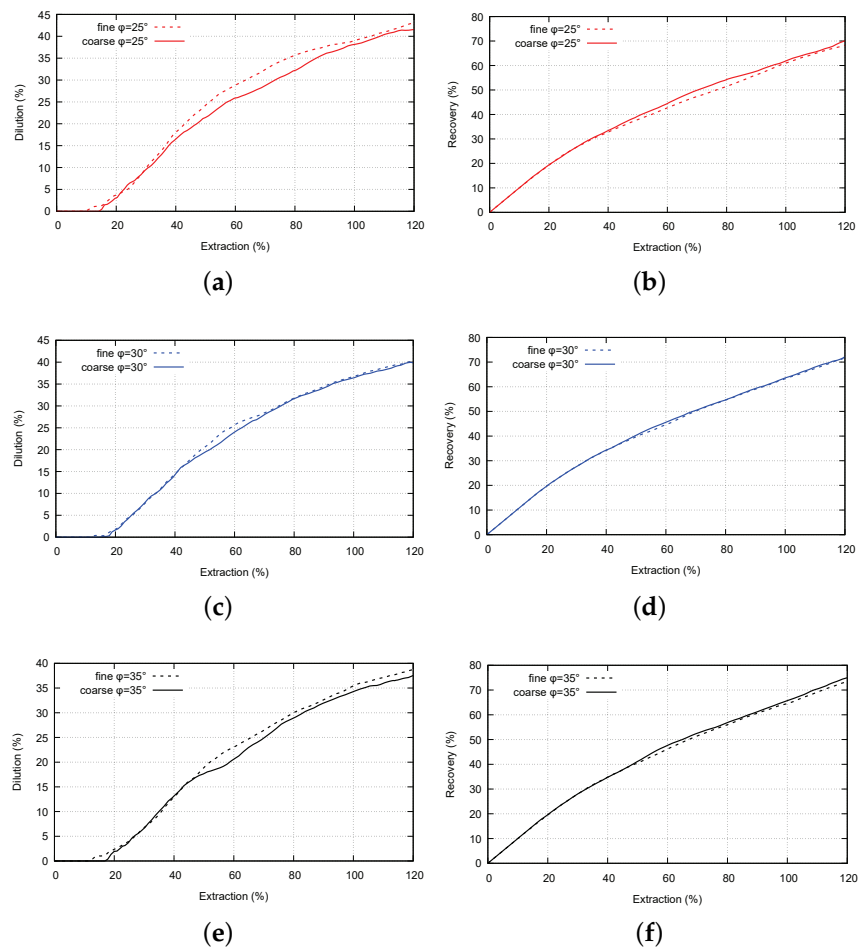 45
40
35
30
25
20
15
10
5
0
Dilution (%)
fine φ=25°
coarse φ=25°
0 20 40 60 80 100 120
Extraction (%)
(a)
80
70
60
50
40
30
20
10
0
Recovery (%)
fine φ=25°
coarse φ=25°
0 20 40 60 80 100 120
Extraction (%)
(b)
45
40
35
30
25
20
15
10
5
0
Dilution (%)
fine φ=30°
coarse φ=30°
0 20 40 60 80 100 120
Extraction (%)
(c)
80
70
60
50
40
30
20
10
0
Recovery (%)
fine φ=30°
coarse φ=30°
0 20 40 60 80 100 120
Extraction (%)
(d)
40
35
30
25
20
15
10
5
0
Dilution (%)
fine φ=35°
coarse φ=35°
0 20 40 60 80 100 120
Extraction (%)
(e)
80
70
60
50
40
30
20
10
0
Recovery (%)
fine φ=35°
coarse φ=35°
0 20 40 60 80 100 120
Extraction (%)
(f)